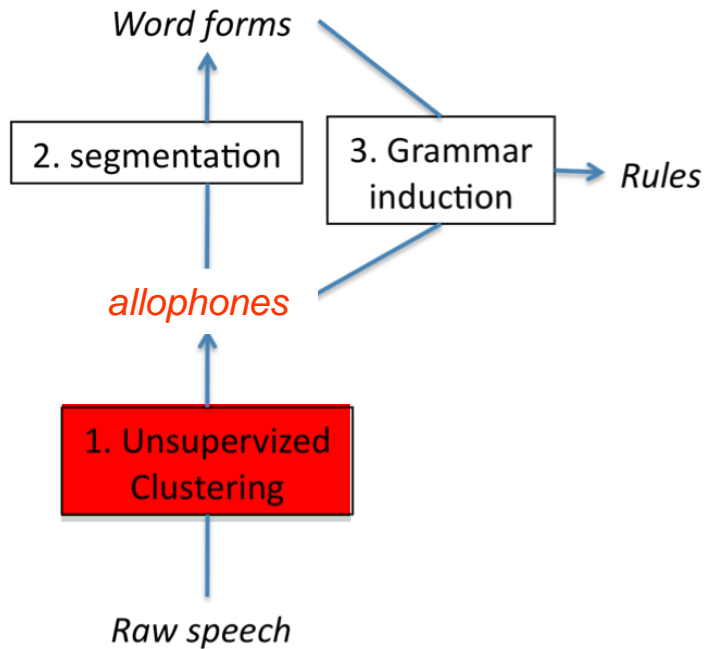 Word forms
2. segmentation
3. Grammar
induction
Rules
allophones
1. Unsupervized
Clustering
Raw speech